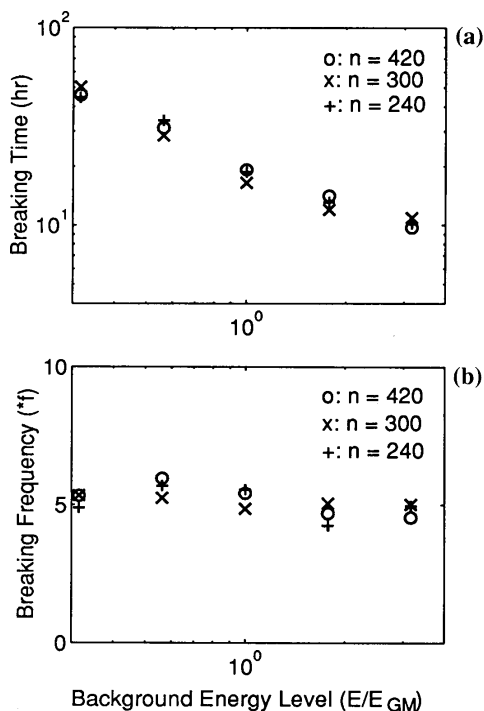 10²
(a)
o: n = 420
x: n = 300
+: n = 240
Breaking Time (hr)
10¹
10⁰
10
(b)
o: n = 420
x: n = 300
+: n = 240
Breaking Frequency (*f)
5
0
10⁰
Background Energy Level (E/E_GM)